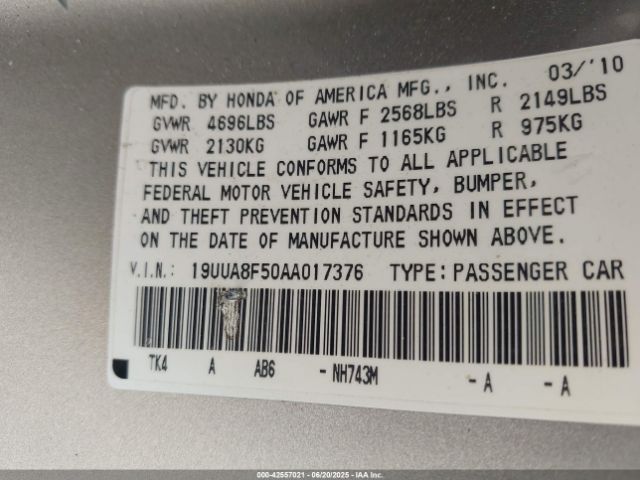 MFD. BY HONDA OF AMERICA MFG., INC. 03/'10
GVWR 4696LBS GAWR F 2568LBS R 2149LBS
GVWR 2130KG GAWR F 1165KG R 975KG
THIS VEHICLE CONFORMS TO ALL APPLICABLE
FEDERAL MOTOR VEHICLE SAFETY, BUMPER,
AND THEFT PREVENTION STANDARDS IN EFFECT
ON THE DATE OF MANUFACTURE SHOWN ABOVE.
V.I.N.: 19UUA8F50AA017376 TYPE: PASSENGER CAR
TK4 A AB6 - NH743M - A - A
000-42557021 | 06/20/2025 | IAA Inc.